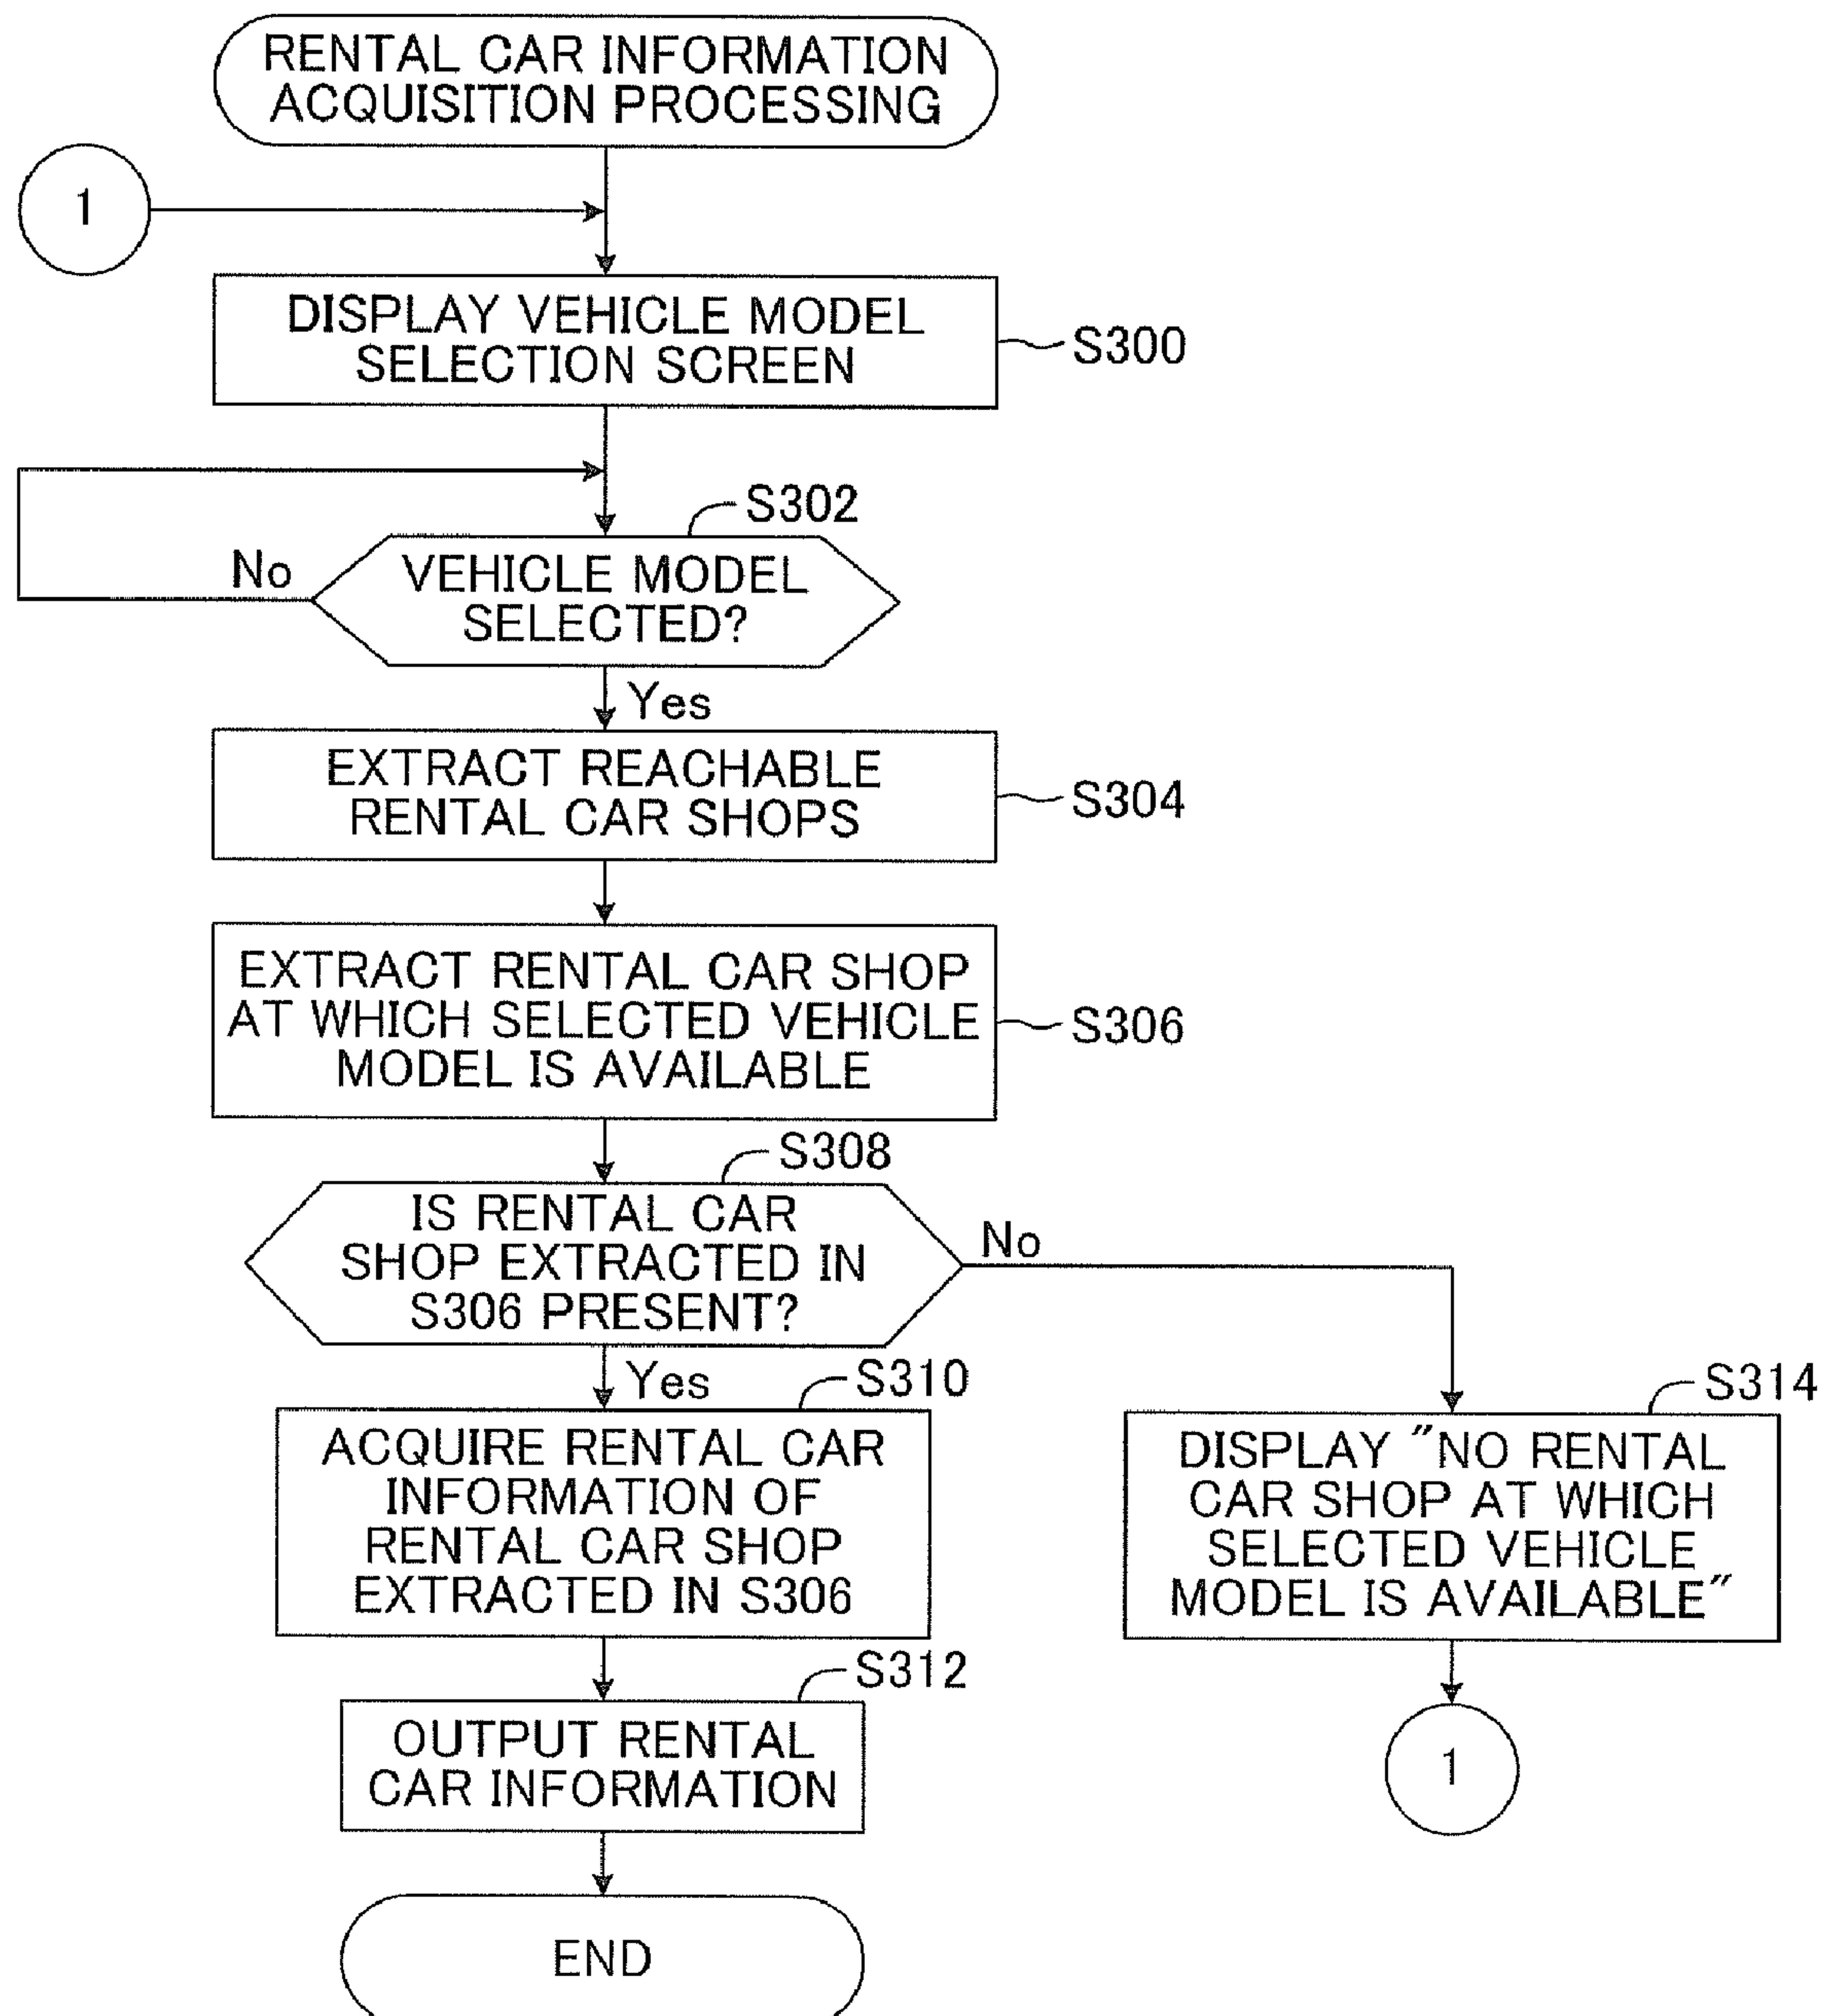 RENTAL CAR INFORMATION
ACQUISITION PROCESSING
1
DISPLAY VEHICLE MODEL
SELECTION SCREEN
S300
S302
No
VEHICLE MODEL
SELECTED?
Yes
EXTRACT REACHABLE
RENTAL CAR SHOPS
S304
EXTRACT RENTAL CAR SHOP
AT WHICH SELECTED VEHICLE
MODEL IS AVAILABLE
S306
S308
IS RENTAL CAR
SHOP EXTRACTED IN
S306 PRESENT?
No
Yes
S310
ACQUIRE RENTAL CAR
INFORMATION OF
RENTAL CAR SHOP
EXTRACTED IN S306
S314
DISPLAY "NO RENTAL
CAR SHOP AT WHICH
SELECTED VEHICLE
MODEL IS AVAILABLE"
S312
OUTPUT RENTAL
CAR INFORMATION
1
END